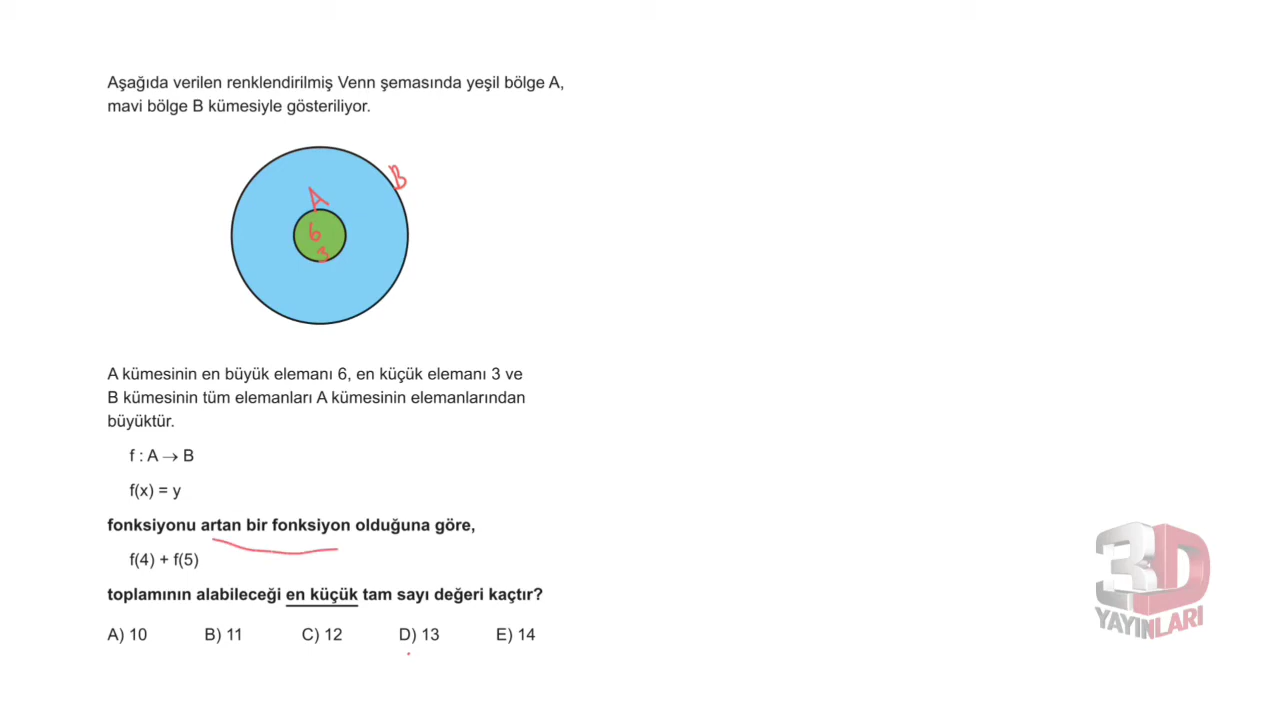 Aşağıda verilen renklendirilmiş Venn şemasında yeşil bölge A,
mavi bölge B kümesiyle gösteriliyor.
B
A
6
3
A kümesinin en büyük elemanı 6, en küçük elemanı 3 ve
B kümesinin tüm elemanları A kümesinin elemanlarından
büyüktür.
f : A → B
f(x) = y
fonksiyonu artan bir fonksiyon olduğuna göre,
f(4) + f(5)
toplamının alabileceği en küçük tam sayı değeri kaçtır?
A) 10 B) 11 C) 12 D) 13 E) 14
3D
YAYINLARI